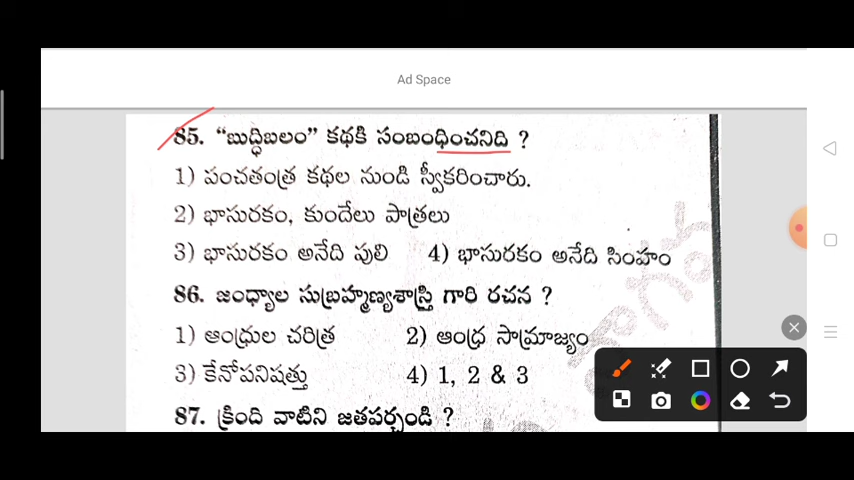 Ad Space
85. "బుద్ధిబలం" కథకి సంబంధించనిది ?
1) పంచతంత్ర కథల నుండి స్వీకరించారు.
2) భాసురకం, కుందేలు పాత్రలు
3) భాసురకం అనేది పులి 4) భాసురకం అనేది సింహం
86. జంధ్యాల సుబ్రహ్మణ్యశాస్త్రి గారి రచన ?
1) ఆంధ్రుల చరిత్ర 2) ఆంధ్ర సామ్రాజ్యం
3) కేనోపనిషత్తు 4) 1, 2 & 3
87. క్రింది వాటిని జతపర్చండి ?